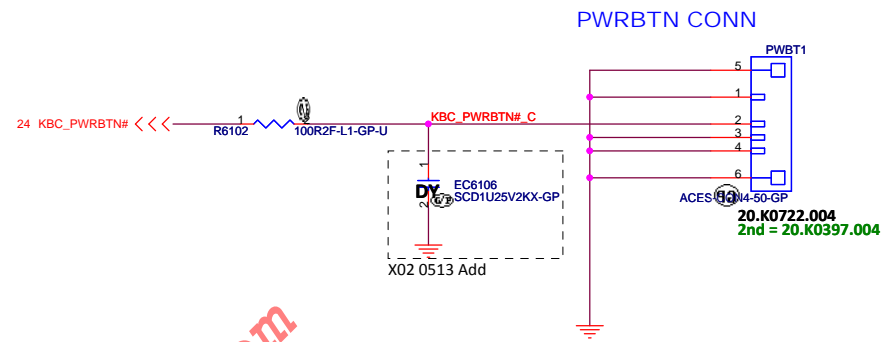 PWRBTN CONN
PWBT1
5
1
24 KBC_PWRBTN#
1
R6102
100R2F-L1-GP-U
KBC_PWRBTN#_C
2
3
4
1
DY
2
EC6106
SCD1U25V2KX-GP
6
20.K0722.004
2nd = 20.K0397.004
X02 0513 Add
om